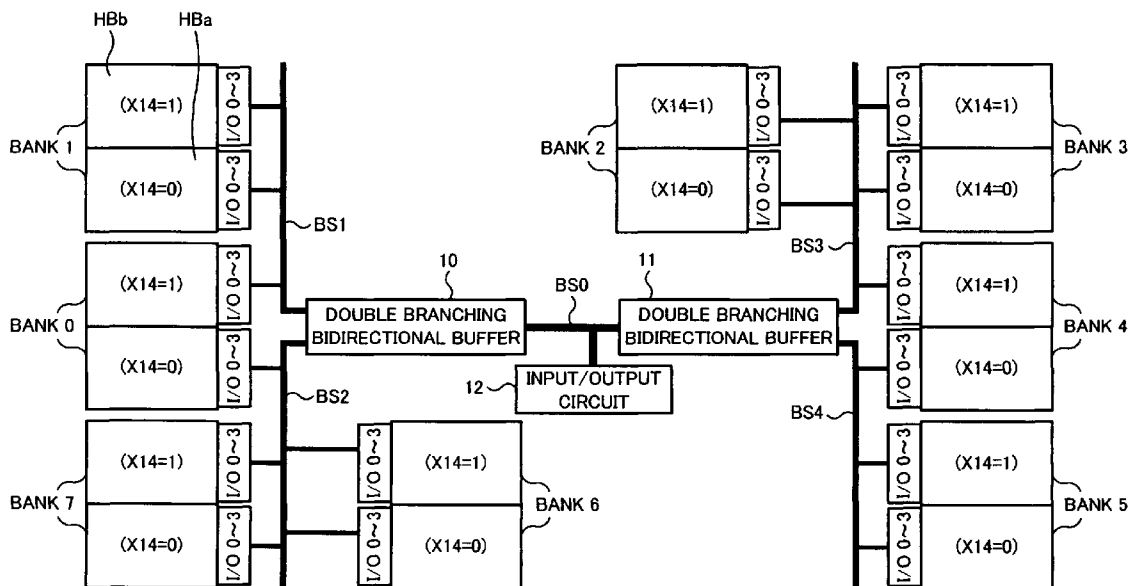 HBb HBa
(X14=1) I/O 0~3
BANK 1
(X14=0) I/O 0~3
BS1
(X14=1) I/O 0~3
BANK 0
(X14=0) I/O 0~3
BS2
(X14=1) I/O 0~3
BANK 7
(X14=0) I/O 0~3
I/O 0~3 (X14=1)
BANK 6
I/O 0~3 (X14=0)
10
DOUBLE BRANCHING
BIDIRECTIONAL BUFFER
BS0
11
DOUBLE BRANCHING
BIDIRECTIONAL BUFFER
12
INPUT/OUTPUT
CIRCUIT
(X14=1) I/O 0~3
BANK 2
(X14=0) I/O 0~3
BS3
I/O 0~3 (X14=1)
BANK 3
I/O 0~3 (X14=0)
I/O 0~3 (X14=1)
BANK 4
I/O 0~3 (X14=0)
BS4
I/O 0~3 (X14=1)
BANK 5
I/O 0~3 (X14=0)